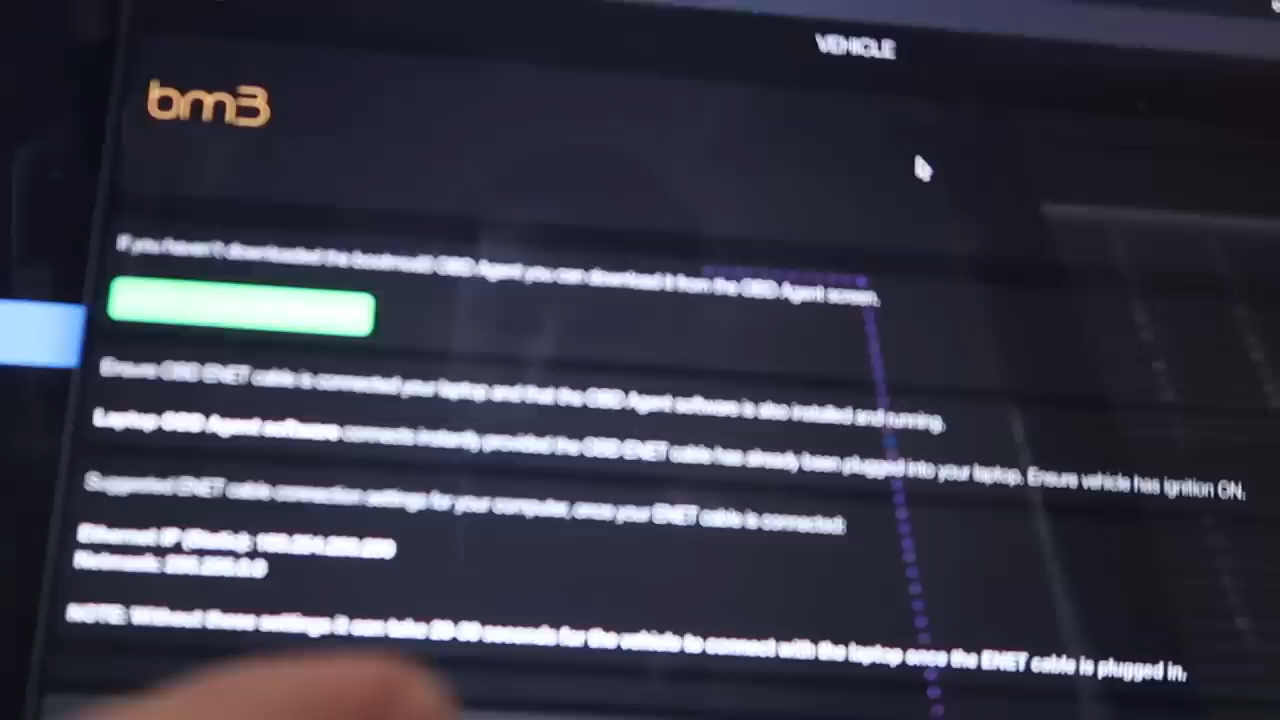 VEHICLE
bm3
If you haven't downloaded the bootmod3 OBD Agent you can download it from the OBD Agent screen.
Ensure OBD ENET cable is connected your laptop and that the OBD Agent software is also installed and running.
Laptop OBD Agent software connects instantly provided the OBD ENET cable has already been plugged into your laptop. Ensure vehicle has ignition ON.
Suggested ENET cable connection settings for your computer, once your ENET cable is connected:
Ethernet IP
Netmask:
NOTE: Without these settings it can take seconds for the vehicle to connect with the laptop once the ENET cable is plugged in.